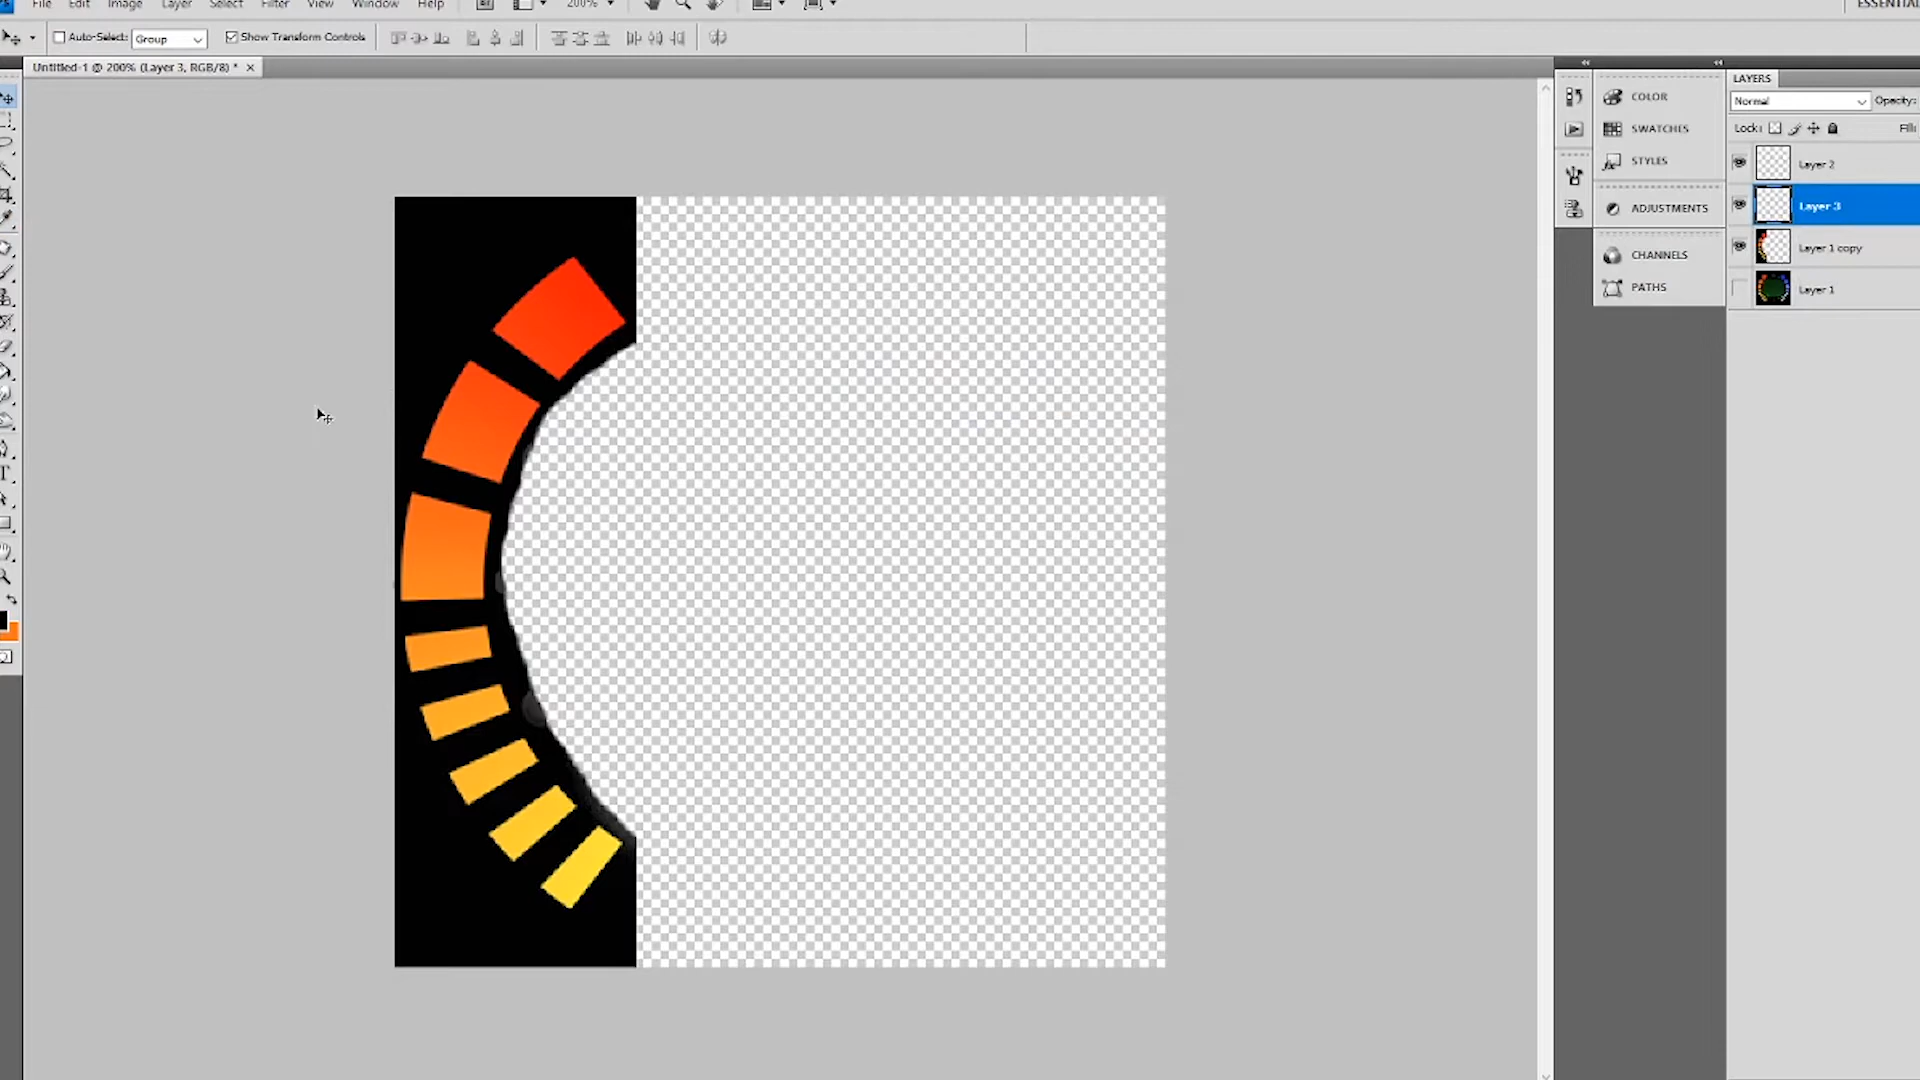 File Edit Image Layer Select Filter View Window Help 200% ESSENTIAL
Auto-Select: Group Show Transform Controls
Untitled-1 @ 200% (Layer 3, RGB/8) * ×
LAYERS
COLOR
Normal Opacity:
SWATCHES
Lock: Fill:
STYLES
Layer 2
ADJUSTMENTS
Layer 3
CHANNELS
Layer 1 copy
PATHS
Layer 1